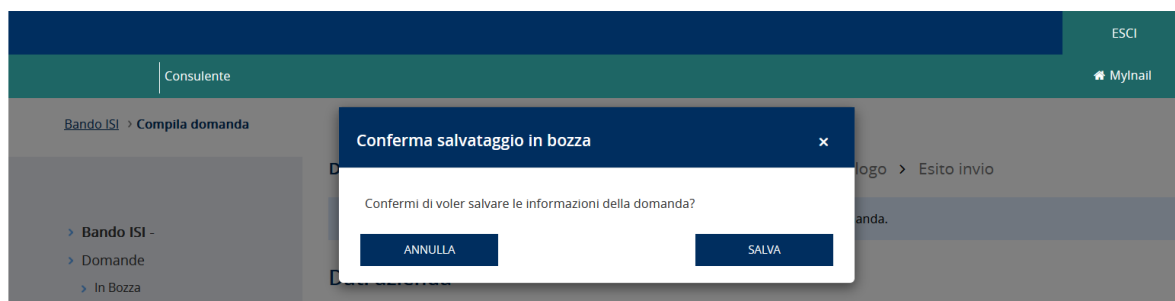 ESCI
Consulente
MyInail
Bando ISI > Compila domanda
Conferma salvataggio in bozza ×
D
logo > Esito invio
Confermi di voler salvare le informazioni della domanda?
anda.
> Bando ISI -
ANNULLA SALVA
> Domande
> In Bozza